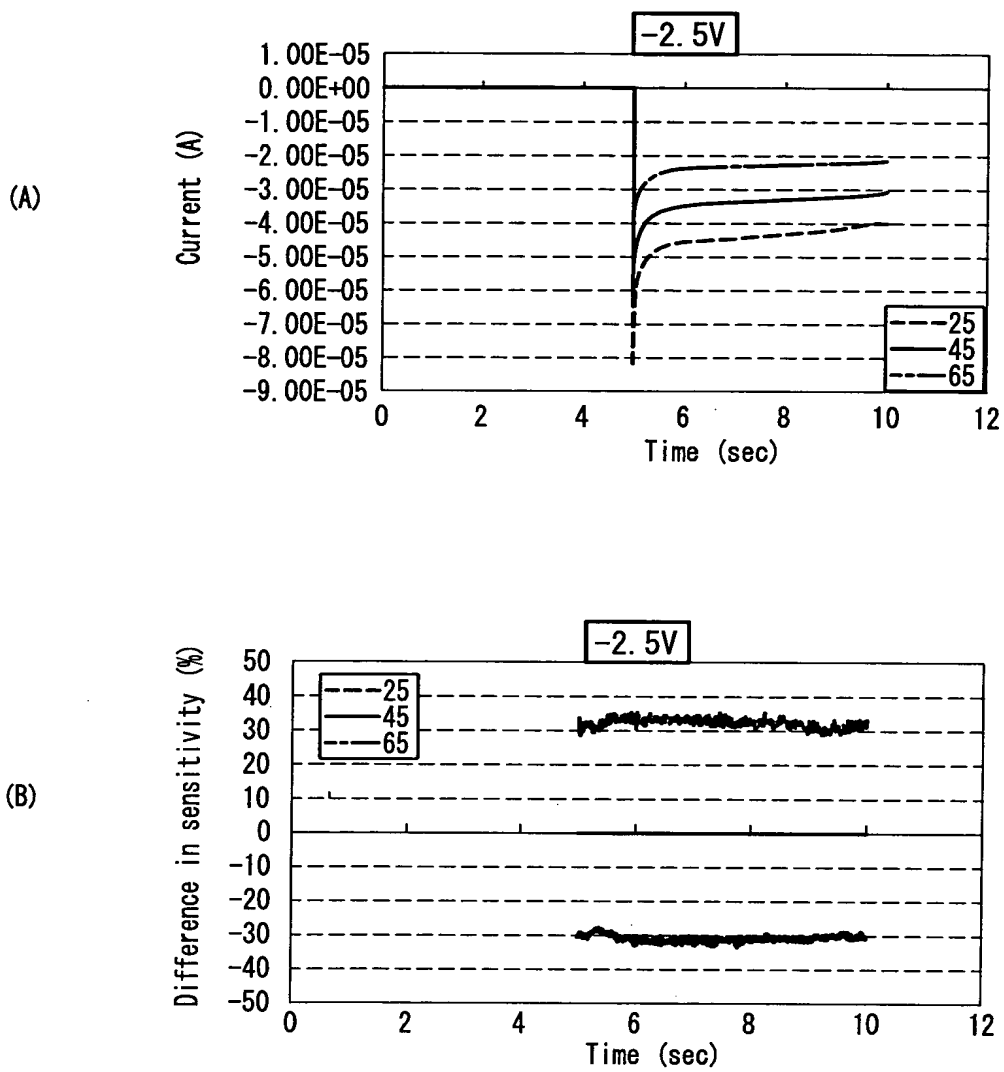 (A)
-2.5V
Current (A)
1.00E-05
0.00E+00
-1.00E-05
-2.00E-05
-3.00E-05
-4.00E-05
-5.00E-05
-6.00E-05
-7.00E-05
-8.00E-05
-9.00E-05
25
45
65
0 2 4 6 8 10 12
Time (sec)
(B)
-2.5V
Difference in sensitivity (%)
50
40
30
20
10
0
-10
-20
-30
-40
-50
25
45
65
0 2 4 6 8 10 12
Time (sec)